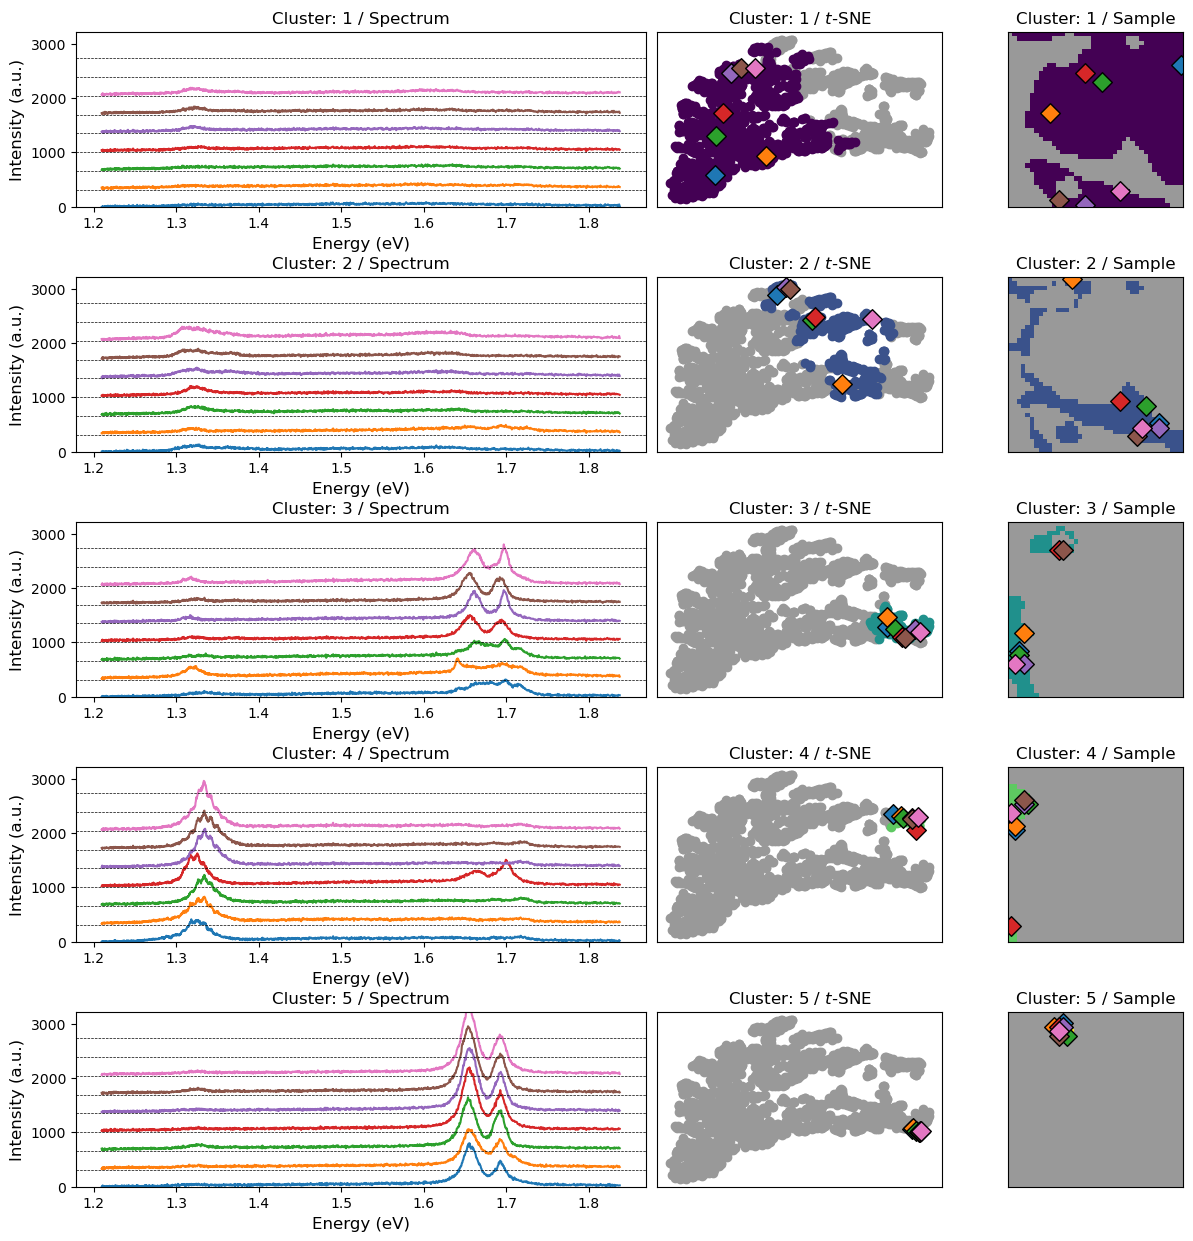 Cluster: 1 / Spectrum
Cluster: 1 / t-SNE
Cluster: 1 / Sample
Intensity (a.u.)
3000
2000
1000
0
1.2 1.3 1.4 1.5 1.6 1.7 1.8
Energy (eV)
Cluster: 2 / Spectrum
Cluster: 2 / t-SNE
Cluster: 2 / Sample
Intensity (a.u.)
3000
2000
1000
0
1.2 1.3 1.4 1.5 1.6 1.7 1.8
Energy (eV)
Cluster: 3 / Spectrum
Cluster: 3 / t-SNE
Cluster: 3 / Sample
Intensity (a.u.)
3000
2000
1000
0
1.2 1.3 1.4 1.5 1.6 1.7 1.8
Energy (eV)
Cluster: 4 / Spectrum
Cluster: 4 / t-SNE
Cluster: 4 / Sample
Intensity (a.u.)
3000
2000
1000
0
1.2 1.3 1.4 1.5 1.6 1.7 1.8
Energy (eV)
Cluster: 5 / Spectrum
Cluster: 5 / t-SNE
Cluster: 5 / Sample
Intensity (a.u.)
3000
2000
1000
0
1.2 1.3 1.4 1.5 1.6 1.7 1.8
Energy (eV)